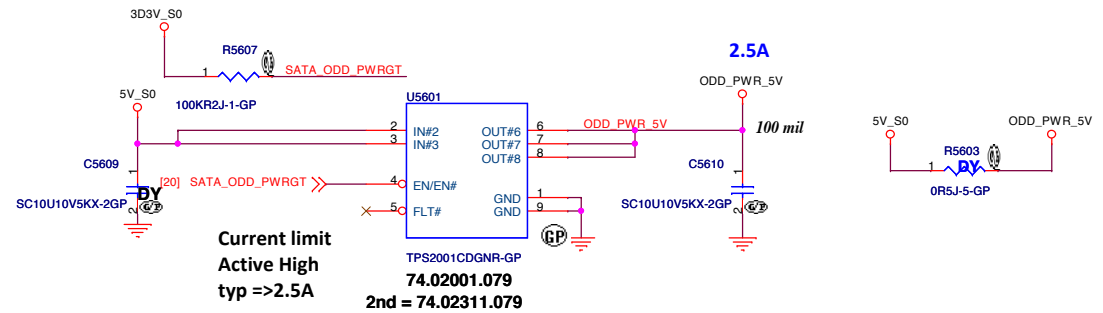 3D3V_S0
R5607
1
SATA_ODD_PWRGT
100KR2J-1-GP
5V_S0
U5601
2 IN#2
3 IN#3
[20] SATA_ODD_PWRGT
4 EN/EN#
5 FLT#
OUT#6 6
OUT#7 7
OUT#8 8
GND 1
GND 9
ODD_PWR_5V
TPS2001CDGNR-GP
74.02001.079
2nd = 74.02311.079
GP
C5609
1
DY
2
GP
SC10U10V5KX-2GP
Current limit
Active High
typ =>2.5A
2.5A
ODD_PWR_5V
100 mil
C5610
1
2
GP
SC10U10V5KX-2GP
5V_S0
ODD_PWR_5V
R5603
1
DY
0R5J-5-GP